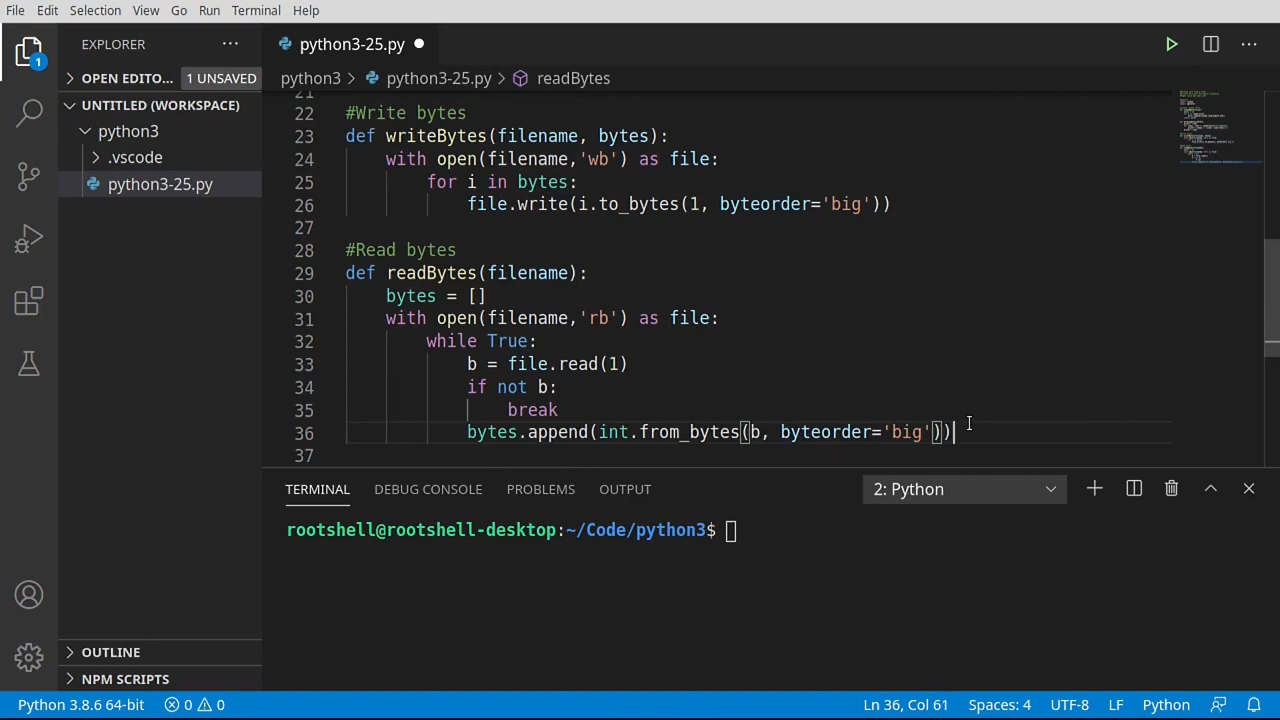 File Edit Selection View Go Run Terminal Help
EXPLORER
python3-25.py
1
OPEN EDITO... 1 UNSAVED
python3 > python3-25.py > readBytes
UNTITLED (WORKSPACE)
python3
.vscode
python3-25.py
21
22 #Write bytes
23 def writeBytes(filename, bytes):
24 with open(filename,'wb') as file:
25 for i in bytes:
26 file.write(i.to_bytes(1, byteorder='big'))
27
28 #Read bytes
29 def readBytes(filename):
30 bytes = []
31 with open(filename,'rb') as file:
32 while True:
33 b = file.read(1)
34 if not b:
35 break
36 bytes.append(int.from_bytes(b, byteorder='big'))
37
TERMINAL DEBUG CONSOLE PROBLEMS OUTPUT 2: Python
rootshell@rootshell-desktop:~/Code/python3$
OUTLINE
NPM SCRIPTS
Python 3.8.6 64-bit 0 0 Ln 36, Col 61 Spaces: 4 UTF-8 LF Python